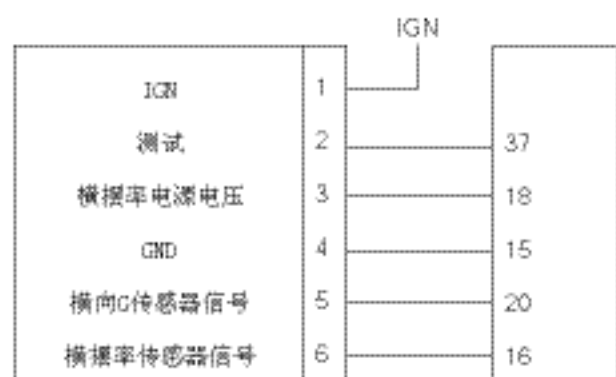 IGN
IGN 1
测试 2 37
横摆率电源电压 3 18
GND 4 15
横向G传感器信号 5 20
横摆率传感器信号 6 16